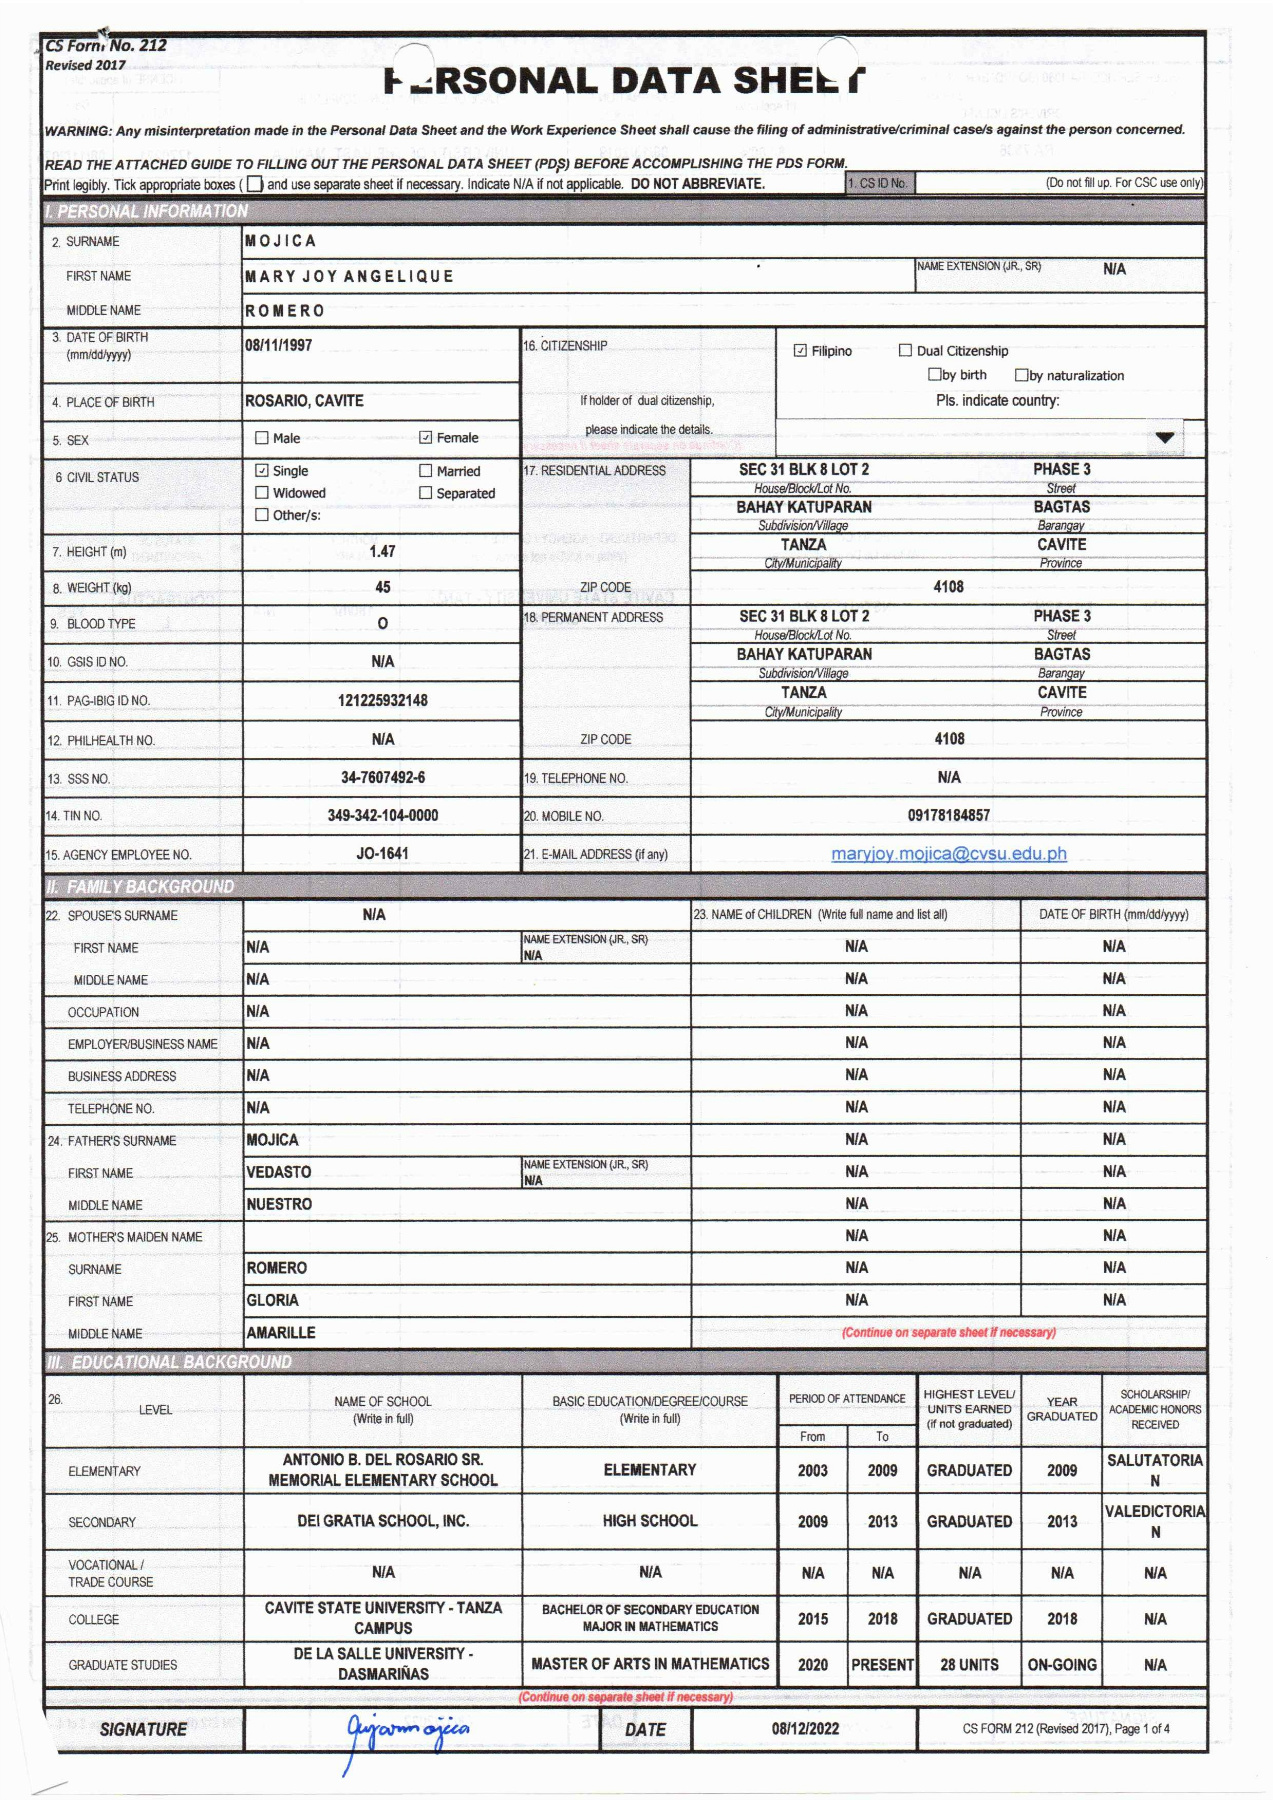 CS Form No. 212
Revised 2017
PERSONAL DATA SHEET
WARNING: Any misinterpretation made in the Personal Data Sheet and the Work Experience Sheet shall cause the filing of administrative/criminal case/s against the person concerned.
READ THE ATTACHED GUIDE TO FILLING OUT THE PERSONAL DATA SHEET (PDS) BEFORE ACCOMPLISHING THE PDS FORM.
Print legibly. Tick appropriate boxes ( ☐ ) and use separate sheet if necessary. Indicate N/A if not applicable. DO NOT ABBREVIATE. 1. CS ID No. (Do not fill up. For CSC use only)
I. PERSONAL INFORMATION
2. SURNAME MOJICA
FIRST NAME MARY JOY ANGELIQUE NAME EXTENSION (JR., SR) N/A
MIDDLE NAME ROMERO
3. DATE OF BIRTH (mm/dd/yyyy) 08/11/1997
4. PLACE OF BIRTH ROSARIO, CAVITE
5. SEX ☐ Male ☑ Female
6 CIVIL STATUS ☑ Single ☐ Married
☐ Widowed ☐ Separated
☐ Other/s:
7. HEIGHT (m) 1.47
8. WEIGHT (kg) 45
9. BLOOD TYPE O
10. GSIS ID NO. N/A
11. PAG-IBIG ID NO. 121225932148
12. PHILHEALTH NO. N/A
13. SSS NO. 34-7607492-6
14. TIN NO. 349-342-104-0000
15. AGENCY EMPLOYEE NO. JO-1641
16. CITIZENSHIP ☑ Filipino ☐ Dual Citizenship
☐ by birth ☐ by naturalization
If holder of dual citizenship, Pls. indicate country:
please indicate the details.
17. RESIDENTIAL ADDRESS SEC 31 BLK 8 LOT 2 PHASE 3
House/Block/Lot No. Street
BAHAY KATUPARAN BAGTAS
Subdivision/Village Barangay
TANZA CAVITE
City/Municipality Province
ZIP CODE 4108
18. PERMANENT ADDRESS SEC 31 BLK 8 LOT 2 PHASE 3
House/Block/Lot No. Street
BAHAY KATUPARAN BAGTAS
Subdivision/Village Barangay
TANZA CAVITE
City/Municipality Province
ZIP CODE 4108
19. TELEPHONE NO. N/A
20. MOBILE NO. 09178184857
21. E-MAIL ADDRESS (if any) maryjoy.mojica@cvsu.edu.ph
II. FAMILY BACKGROUND
22. SPOUSE'S SURNAME N/A 23. NAME of CHILDREN (Write full name and list all) DATE OF BIRTH (mm/dd/yyyy)
FIRST NAME N/A NAME EXTENSION (JR., SR) N/A N/A N/A
MIDDLE NAME N/A N/A N/A
OCCUPATION N/A N/A N/A
EMPLOYER/BUSINESS NAME N/A N/A N/A
BUSINESS ADDRESS N/A N/A N/A
TELEPHONE NO. N/A N/A N/A
24. FATHER'S SURNAME MOJICA N/A N/A
FIRST NAME VEDASTO NAME EXTENSION (JR., SR) N/A N/A N/A
MIDDLE NAME NUESTRO N/A N/A
25. MOTHER'S MAIDEN NAME N/A N/A
SURNAME ROMERO N/A N/A
FIRST NAME GLORIA N/A N/A
MIDDLE NAME AMARILLE (Continue on separate sheet if necessary)
III. EDUCATIONAL BACKGROUND
26. LEVEL NAME OF SCHOOL (Write in full) BASIC EDUCATION/DEGREE/COURSE (Write in full) PERIOD OF ATTENDANCE From To HIGHEST LEVEL/ UNITS EARNED (if not graduated) YEAR GRADUATED SCHOLARSHIP/ ACADEMIC HONORS RECEIVED
ELEMENTARY ANTONIO B. DEL ROSARIO SR. MEMORIAL ELEMENTARY SCHOOL ELEMENTARY 2003 2009 GRADUATED 2009 SALUTATORIAN
SECONDARY DEI GRATIA SCHOOL, INC. HIGH SCHOOL 2009 2013 GRADUATED 2013 VALEDICTORIAN
VOCATIONAL / TRADE COURSE N/A N/A N/A N/A N/A N/A N/A
COLLEGE CAVITE STATE UNIVERSITY - TANZA CAMPUS BACHELOR OF SECONDARY EDUCATION MAJOR IN MATHEMATICS 2015 2018 GRADUATED 2018 N/A
GRADUATE STUDIES DE LA SALLE UNIVERSITY - DASMARIÑAS MASTER OF ARTS IN MATHEMATICS 2020 PRESENT 28 UNITS ON-GOING N/A
(Continue on separate sheet if necessary)
SIGNATURE DATE 08/12/2022 CS FORM 212 (Revised 2017), Page 1 of 4